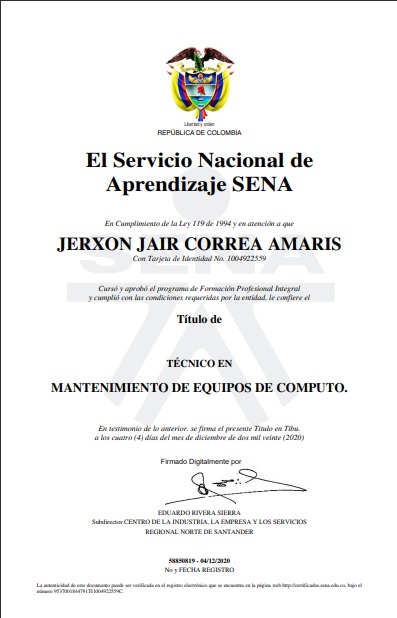 Libertad y orden
REPÚBLICA DE COLOMBIA
El Servicio Nacional de
Aprendizaje SENA
En Cumplimiento de la Ley 119 de 1994 y en atención a que
JERXON JAIR CORREA AMARIS
Con Tarjeta de Identidad No. 1004922559
SENA
Cursó y aprobó el programa de Formación Profesional Integral
y cumplió con las condiciones requeridas por la entidad, le confiere el
Título de
TÉCNICO EN
MANTENIMIENTO DE EQUIPOS DE COMPUTO.
En testimonio de lo anterior, se firma el presente Título en Tibu,
a los cuatro (4) días del mes de diciembre de dos mil veinte (2020)
Firmado Digitalmente por
EDUARDO RIVERA SIERRA
Subdirector CENTRO DE LA INDUSTRIA, LA EMPRESA Y LOS SERVICIOS
REGIONAL NORTE DE SANTANDER
58850819 - 04/12/2020
No y FECHA REGISTRO
La autenticidad de este documento puede ser verificada en el registro electrónico que se encuentra en la página web http://certificados.sena.edu.co, bajo el
número 9537001844791TI1004922559C.